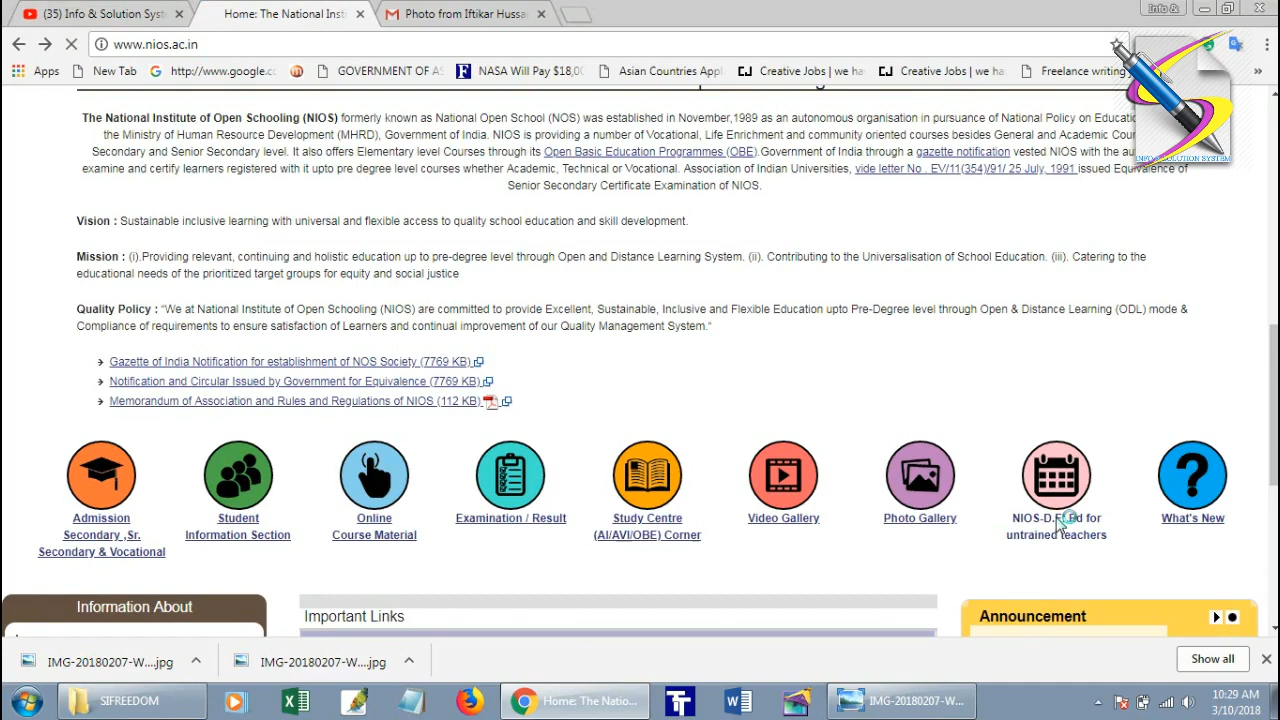 (35) Info & Solution Syst
Home: The National Insti
Photo from Iftikar Hussa
Info &
www.nios.ac.in
Apps
New Tab
http://www.google.co
GOVERNMENT OF A
NASA Will Pay $18,00
Asian Countries App
Creative Jobs | we ha
Creative Jobs | we ha
Freelance writing j
»
The National Institute of Open Schooling (NIOS) formerly known as National Open School (NOS) was established in November,1989 as an autonomous organisation in pursuance of National Policy on
the Ministry of Human Resource Development (MHRD), Government of India. NIOS is providing a number of Vocational, Life Enrichment and community oriented courses besides General and Academic
Secondary and Senior Secondary level. It also offers Elementary level Courses through its Open Basic Education Programmes (OBE).Government of India through a gazette notification vested NIOS with the
examine and certify learners registered with it upto pre degree level courses whether Academic, Technical or Vocational. Association of Indian Universities, vide letter No . EV/11(354)/91/ 25 July, 1991 issued Equivalence of
Senior Secondary Certificate Examination of NIOS.
Vision : Sustainable inclusive learning with universal and flexible access to quality school education and skill development.
Mission : (i).Providing relevant, continuing and holistic education up to pre-degree level through Open and Distance Learning System. (ii). Contributing to the Universalisation of School Education. (iii). Catering to the
educational needs of the prioritized target groups for equity and social justice
Quality Policy : "We at National Institute of Open Schooling (NIOS) are committed to provide Excellent, Sustainable, Inclusive and Flexible Education upto Pre-Degree level through Open & Distance Learning (ODL) mode &
Compliance of requirements to ensure satisfaction of Learners and continual improvement of our Quality Management System."
Gazette of India Notification for establishment of NOS Society (7769 KB)
Notification and Circular Issued by Government for Equivalence (7769 KB)
Memorandum of Association and Rules and Regulations of NIOS (112 KB)
INFO & SOLUTION SYSTEM
Admission
Secondary ,Sr.
Secondary & Vocational
Student
Information Section
Online
Course Material
Examination / Result
Study Centre
(AI/AVI/OBE) Corner
Video Gallery
Photo Gallery
NIOS-D.El.Ed for
untrained teachers
What's New
Information About
Important Links
Announcement
IMG-20180207-W....jpg
IMG-20180207-W....jpg
Show all
SIFREEDOM
Home: The Natio...
IMG-20180207-W...
10:29 AM
3/10/2018